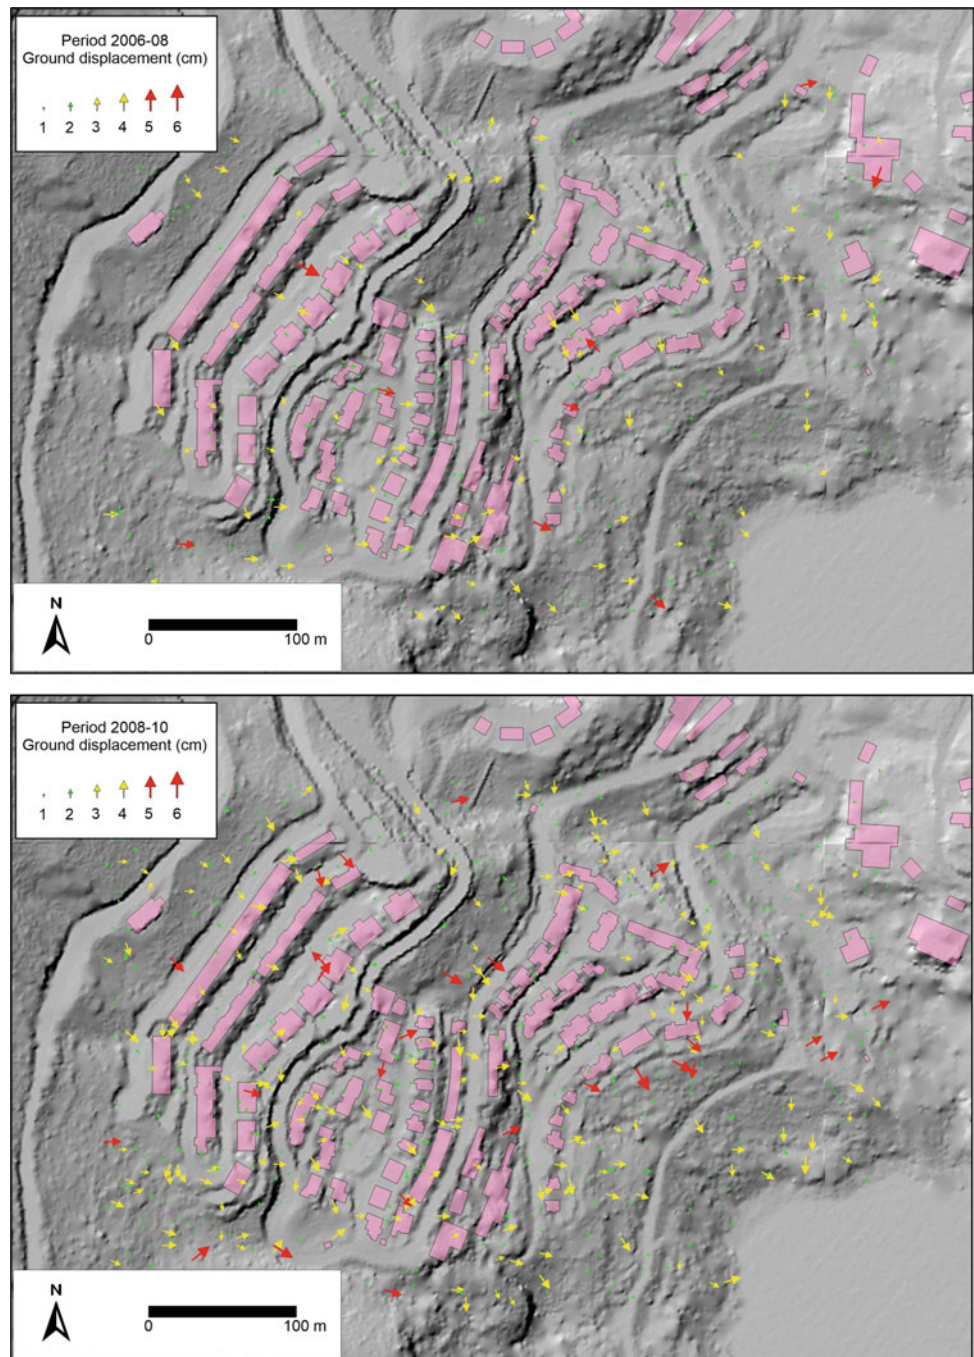 Period 2006-08
Ground displacement (cm)
1 2 3 4 5 6
N
0 100 m
Period 2008-10
Ground displacement (cm)
1 2 3 4 5 6
N
0 100 m